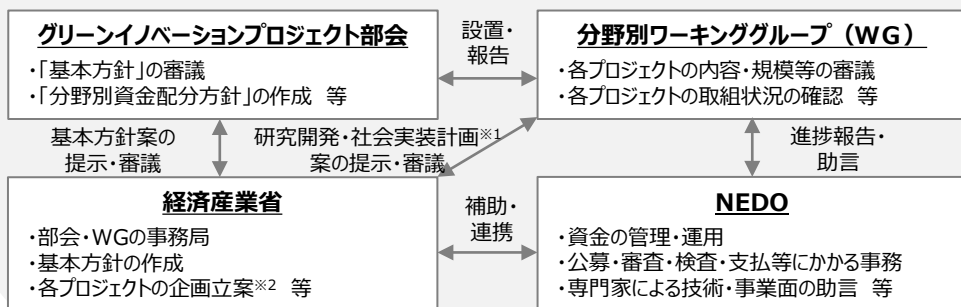 グリーンイノベーションプロジェクト部会
・「基本方針」の審議
・「分野別資金配分方針」の作成 等
設置・
報告
分野別ワーキンググループ（WG）
・各プロジェクトの内容・規模等の審議
・各プロジェクトの取組状況の確認 等
基本方針案の
提示・審議
研究開発・社会実装計画※1
案の提示・審議
進捗報告・
助言
経済産業省
・部会・WGの事務局
・基本方針の作成
・各プロジェクトの企画立案※2 等
補助・
連携
NEDO
・資金の管理・運用
・公募・審査・検査・支払等にかかる事務
・専門家による技術・事業面の助言 等